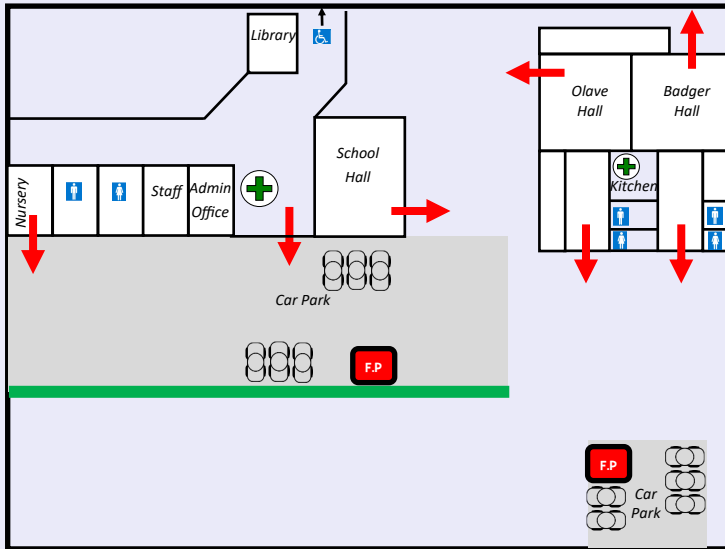 Library
Olave
Hall
Badger
Hall
School
Hall
Kitchen
Nursery
Staff
Admin
Office
Car Park
F.P
F.P
Car
Park